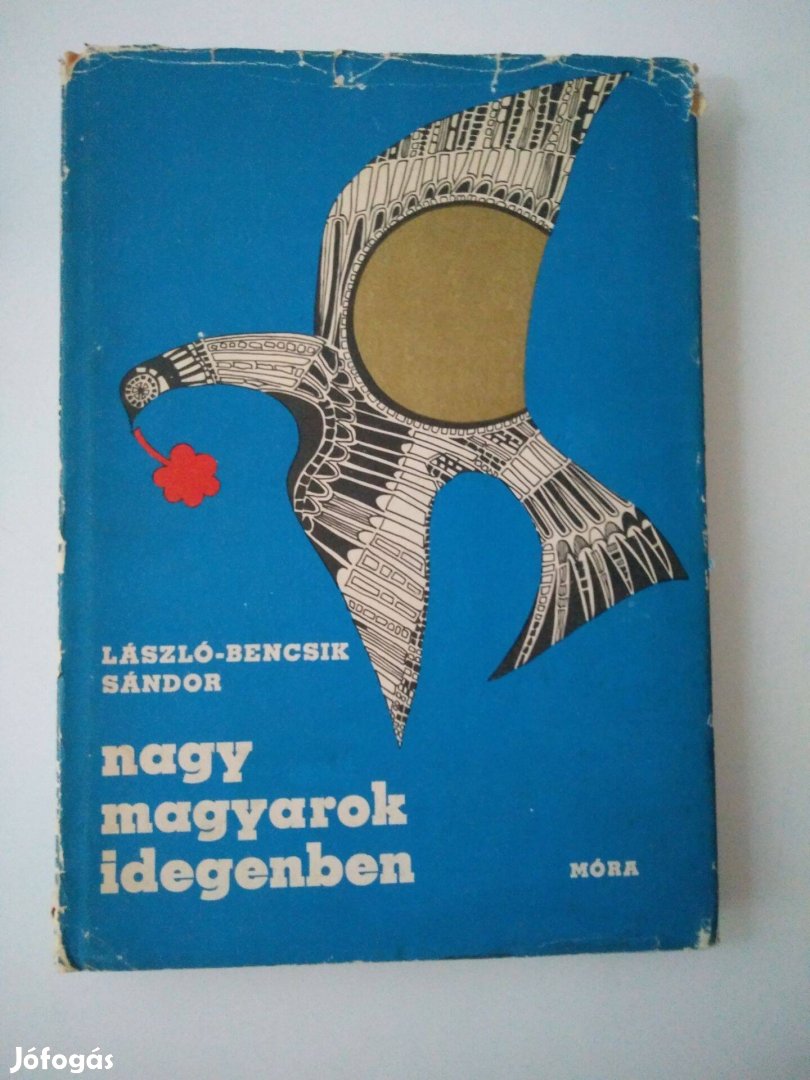 LÁSZLÓ-BENCSIK
SÁNDOR
nagy
magyarok
idegenben
MÓRA
Jófogás